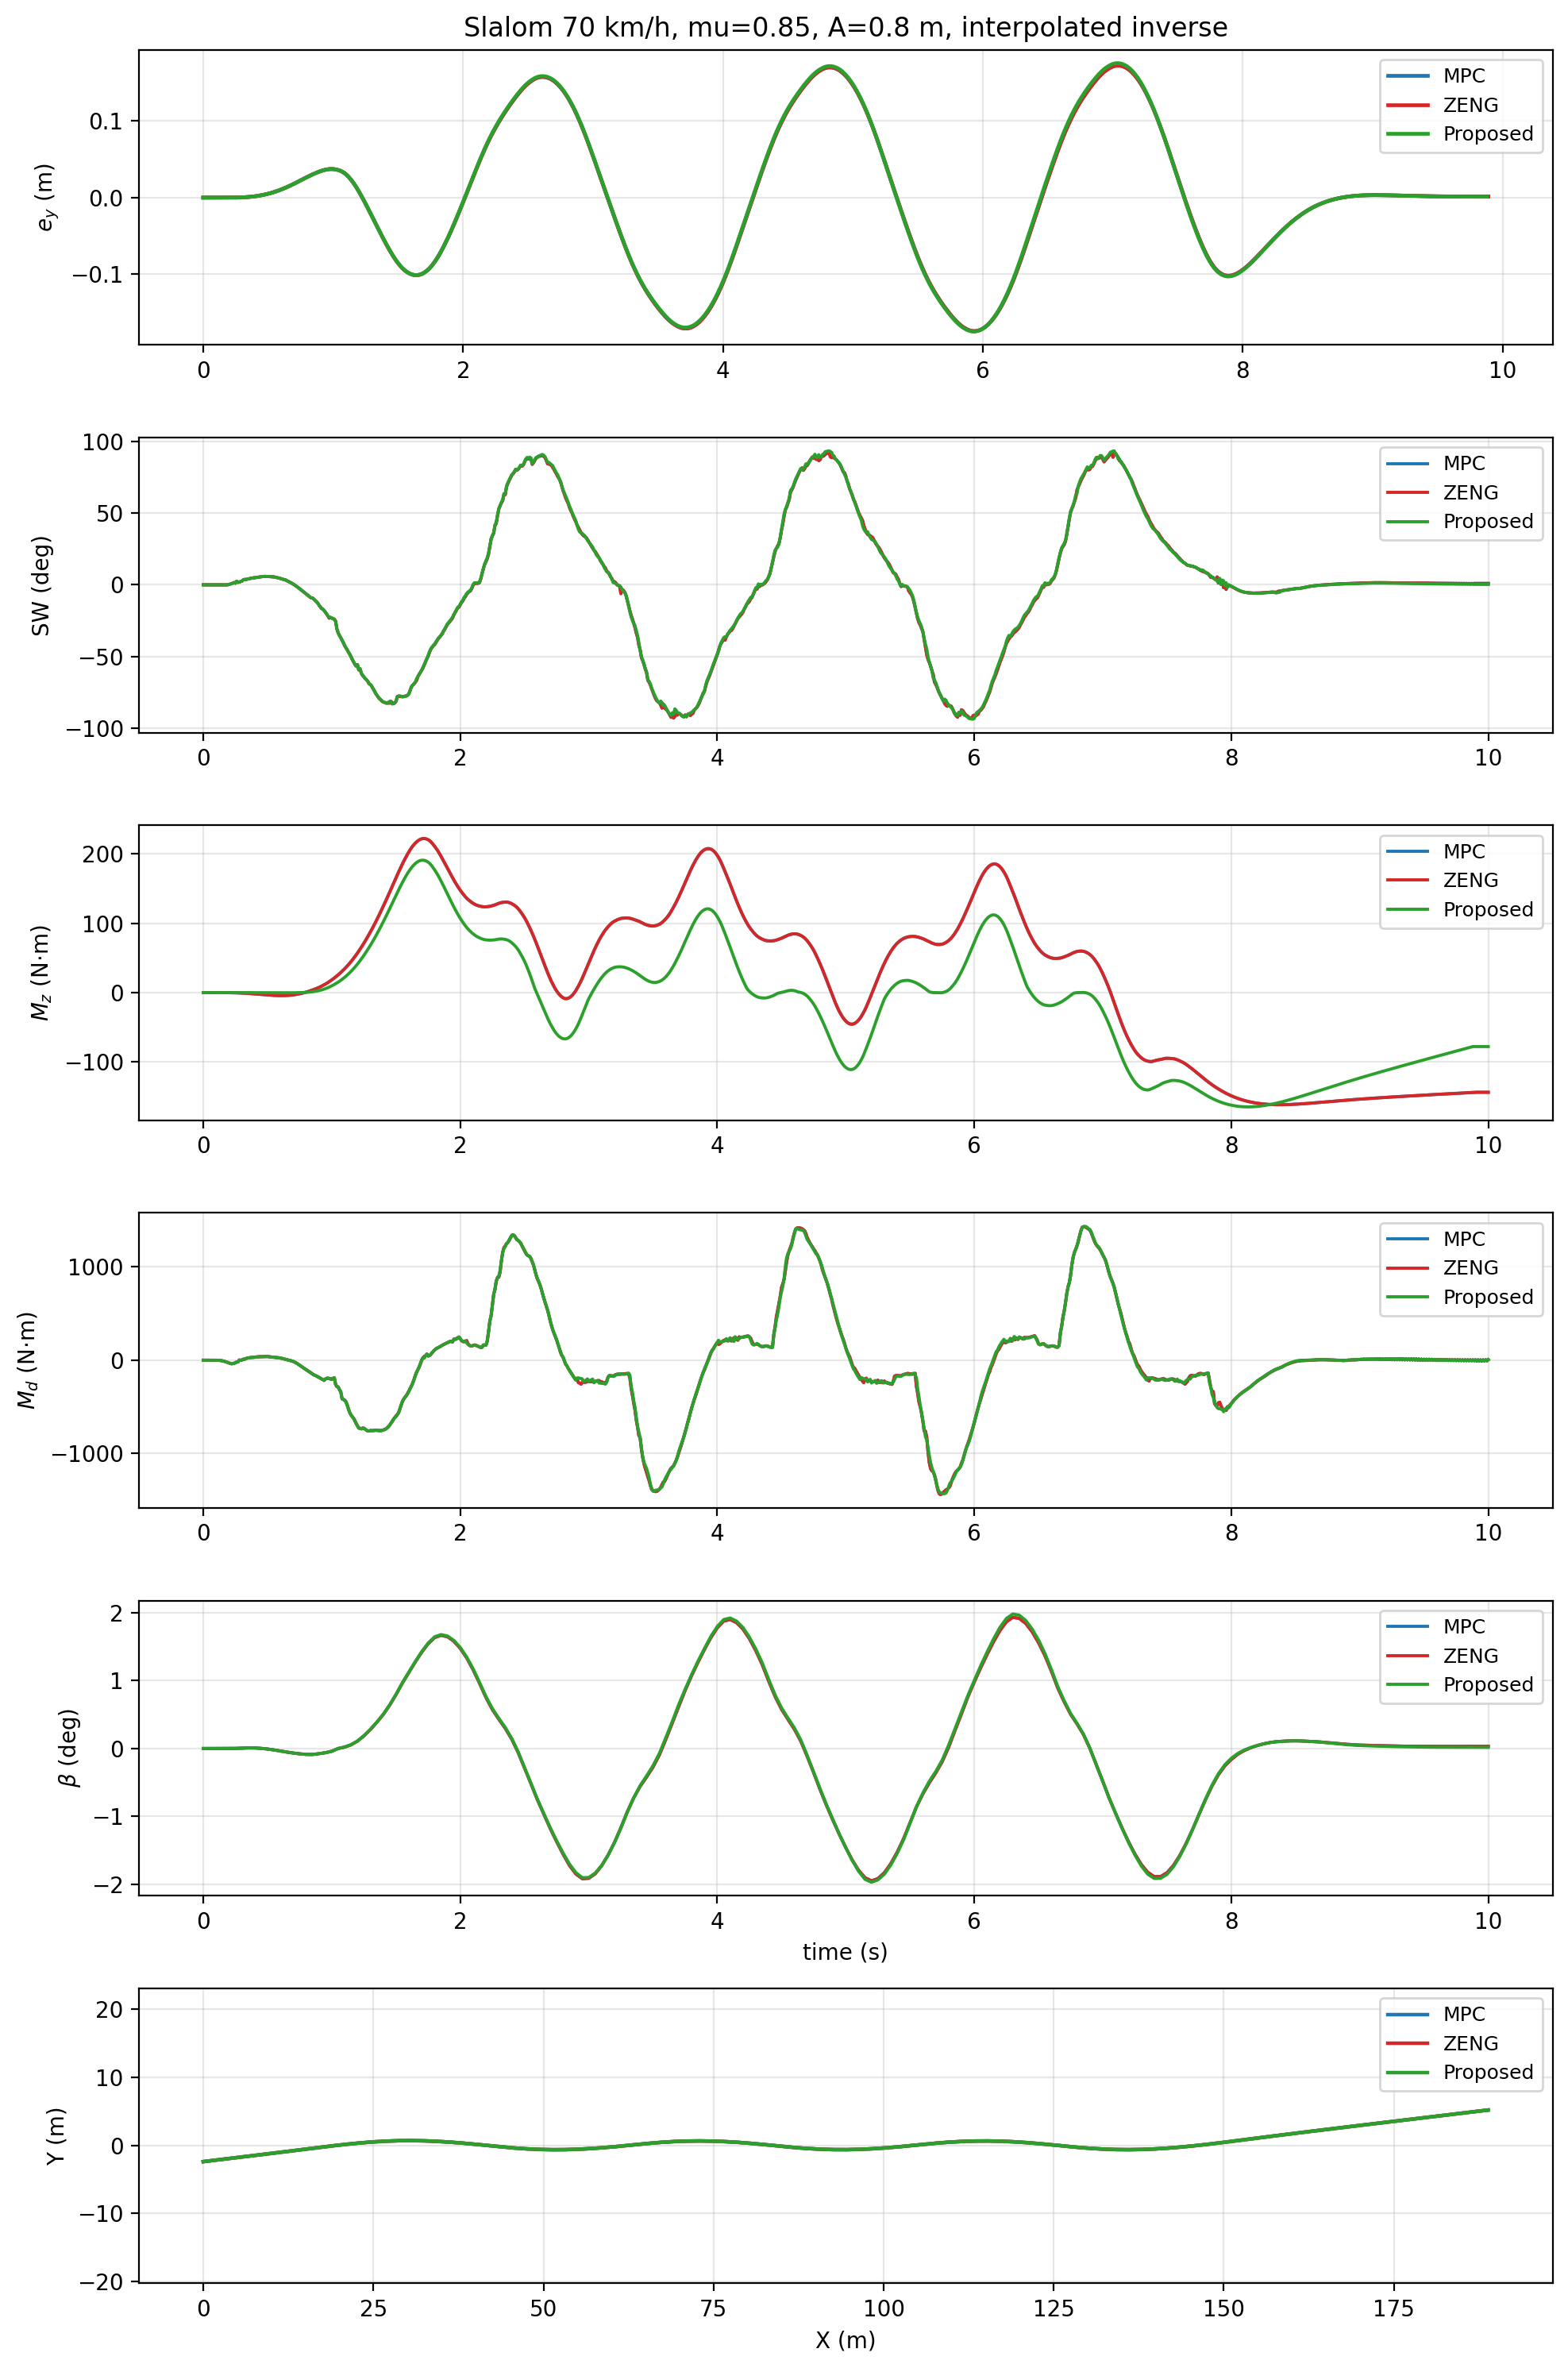 Slalom 70 km/h, mu=0.85, A=0.8 m, interpolated inverse
e_y (m)
0.1
0.0
−0.1
MPC
ZENG
Proposed
0 2 4 6 8 10
SW (deg)
100
50
0
−50
−100
MPC
ZENG
Proposed
0 2 4 6 8 10
M_z (N·m)
200
100
0
−100
MPC
ZENG
Proposed
0 2 4 6 8 10
M_d (N·m)
1000
0
−1000
MPC
ZENG
Proposed
0 2 4 6 8 10
β (deg)
2
1
0
−1
−2
MPC
ZENG
Proposed
0 2 4 6 8 10
time (s)
Y (m)
20
10
0
−10
−20
MPC
ZENG
Proposed
0 25 50 75 100 125 150 175
X (m)